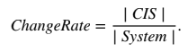 ChangeRate = | CIS | / | System | .